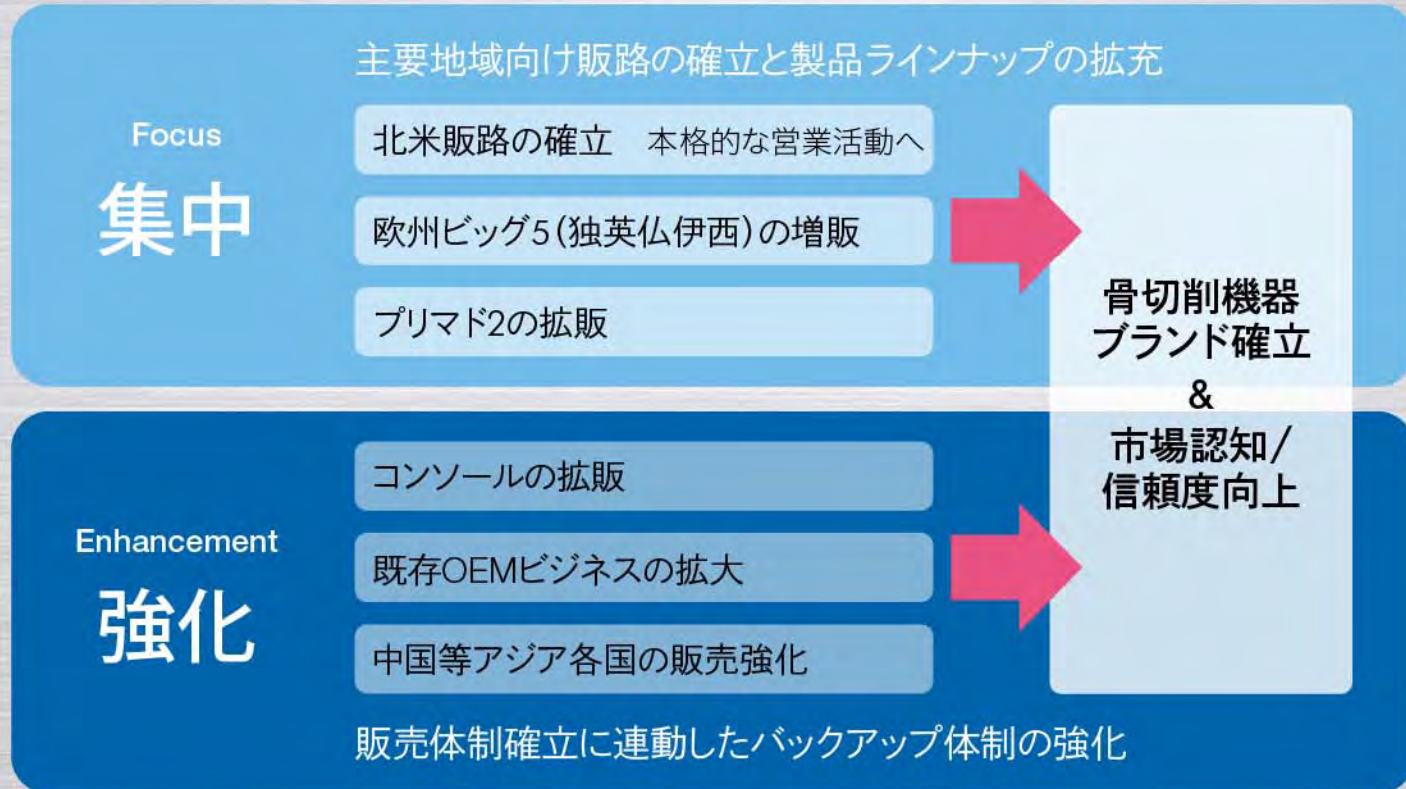 主要地域向け販路の確立と製品ラインナップの拡充
Focus
集中
北米販路の確立　本格的な営業活動へ
欧州ビッグ5(独英仏伊西)の増販
プリマド2の拡販
骨切削機器
ブランド確立
&
市場認知/
信頼度向上
Enhancement
強化
コンソールの拡販
既存OEMビジネスの拡大
中国等アジア各国の販売強化
販売体制確立に連動したバックアップ体制の強化